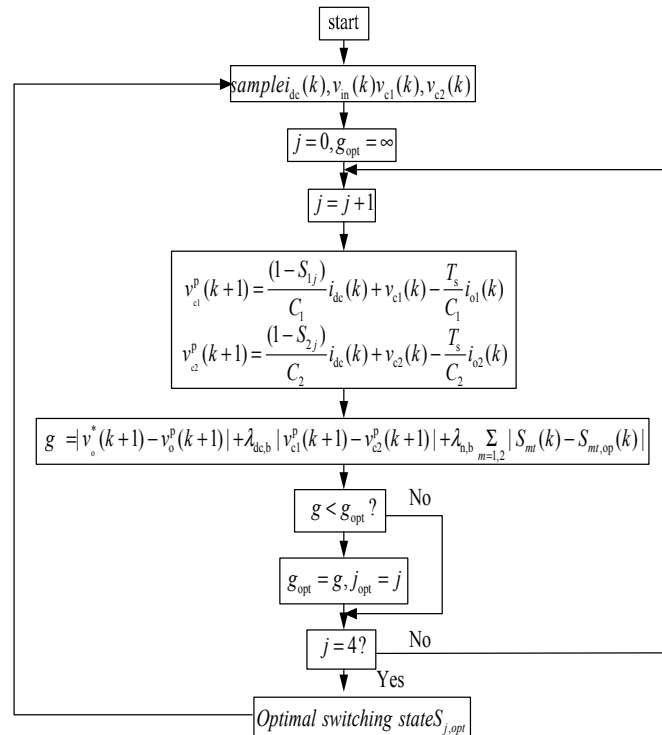 start
samplei_dc(k),v_in(k)v_c1(k),v_c2(k)
j=0,g_opt=∞
j=j+1
v_c1^p(k+1)=(1-S_1j)/C_1 i_dc(k)+v_c1(k)-T_s/C_1 i_o1(k)
v_c2^p(k+1)=(1-S_2j)/C_2 i_dc(k)+v_c2(k)-T_s/C_2 i_o2(k)
g =|v_o^*(k+1)-v_o^p(k+1)|+λ_dc,b|v_c1^p(k+1)-v_c2^p(k+1)|+λ_n,b ∑_m=1,2|S_mt(k)-S_mt,op(k)|
g<g_opt?
No
g_opt=g,j_opt=j
j=4?
No
Yes
Optimal switching stateS_j,opt